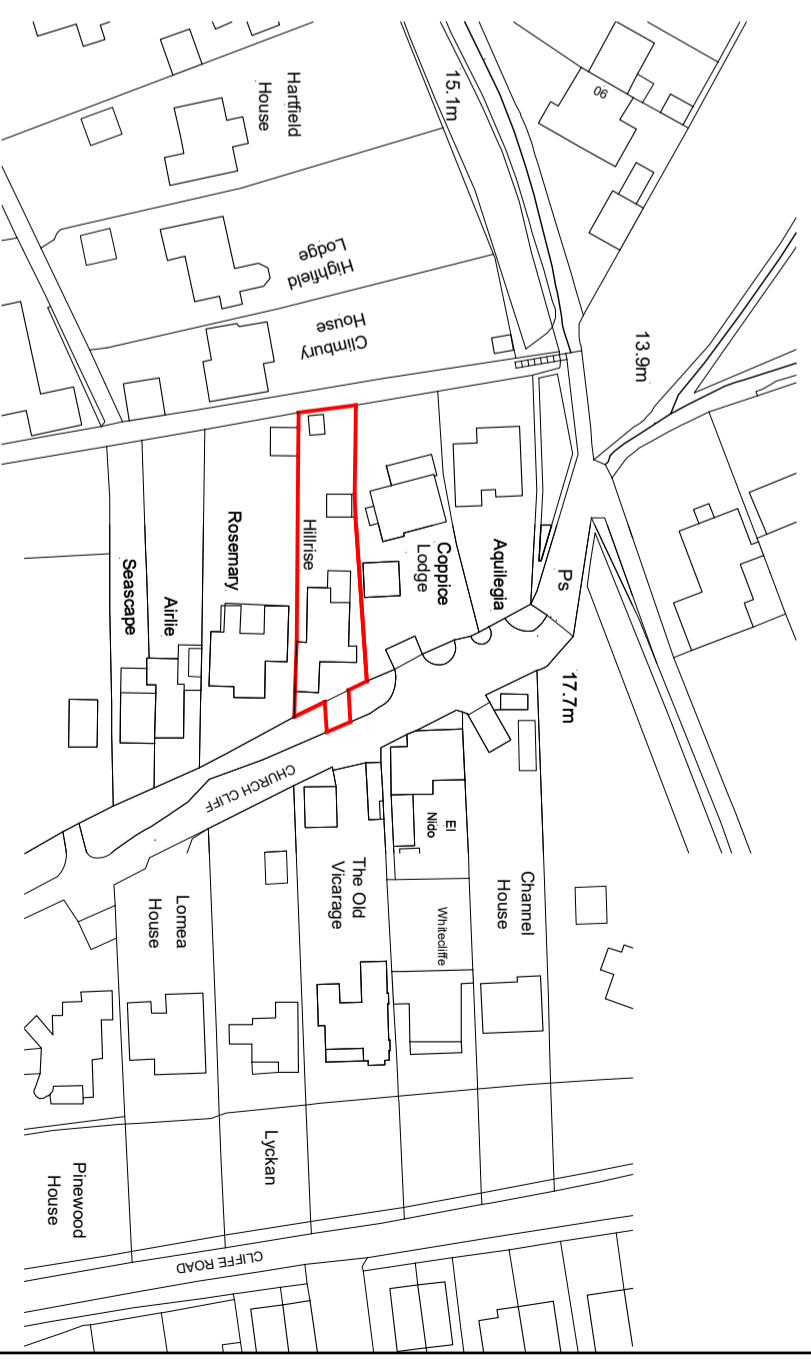 Hartfield
House
15.1m
90
Highfield
Lodge
Climbury
House
13.9m
Rosemary
Hillrise
Coppice
Lodge
Aquilegia
Ps
Seascape
Airlie
17.7m
CHURCH CLIFF
El
Nido
The Old
Vicarage
Channel
House
Whitecliffe
Lomea
House
Lyckan
Pinewood
House
CLIFFE ROAD